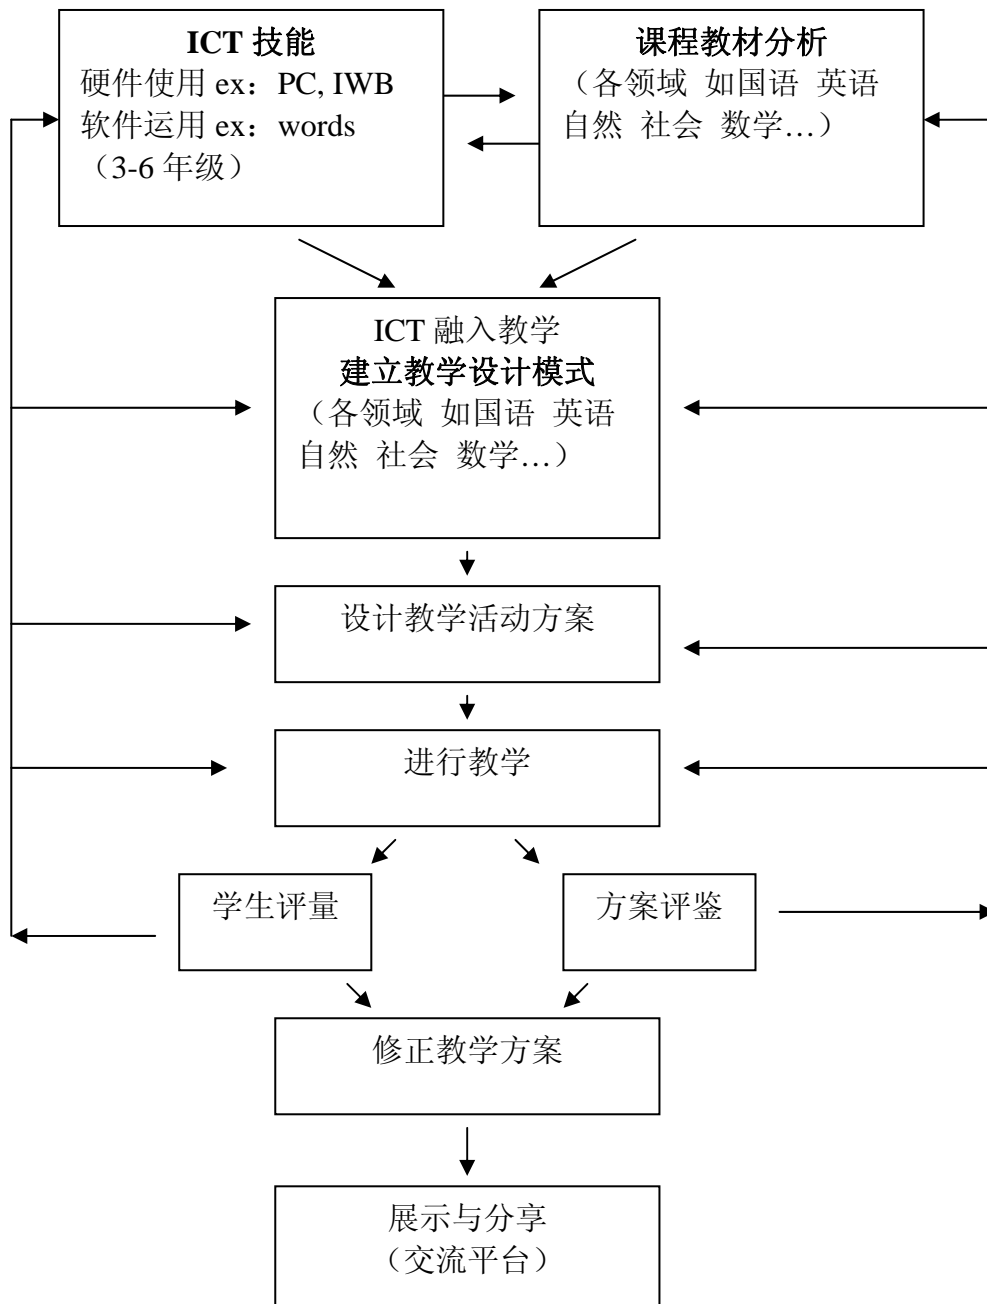 ICT 技能
硬件使用 ex：PC, IWB
软件运用 ex：words
（3-6 年级）
课程教材分析
（各领域 如国语 英语
自然 社会 数学…）
ICT 融入教学
建立教学设计模式
（各领域 如国语 英语
自然 社会 数学…）
设计教学活动方案
进行教学
学生评量
方案评鉴
修正教学方案
展示与分享
（交流平台）